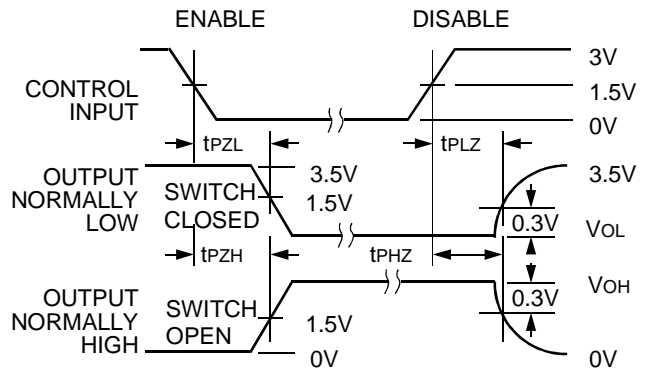 ENABLE
DISABLE
CONTROL
INPUT
3V
1.5V
0V
tPZL
tPLZ
OUTPUT
NORMALLY
LOW
SWITCH
CLOSED
3.5V
1.5V
3.5V
0.3V
VOL
tPZH
tPHZ
OUTPUT
NORMALLY
HIGH
SWITCH
OPEN
1.5V
0V
VOH
0.3V
0V